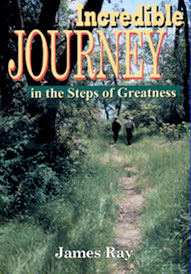 Incredible
JOURNEY
in the Steps of Greatness
James Ray